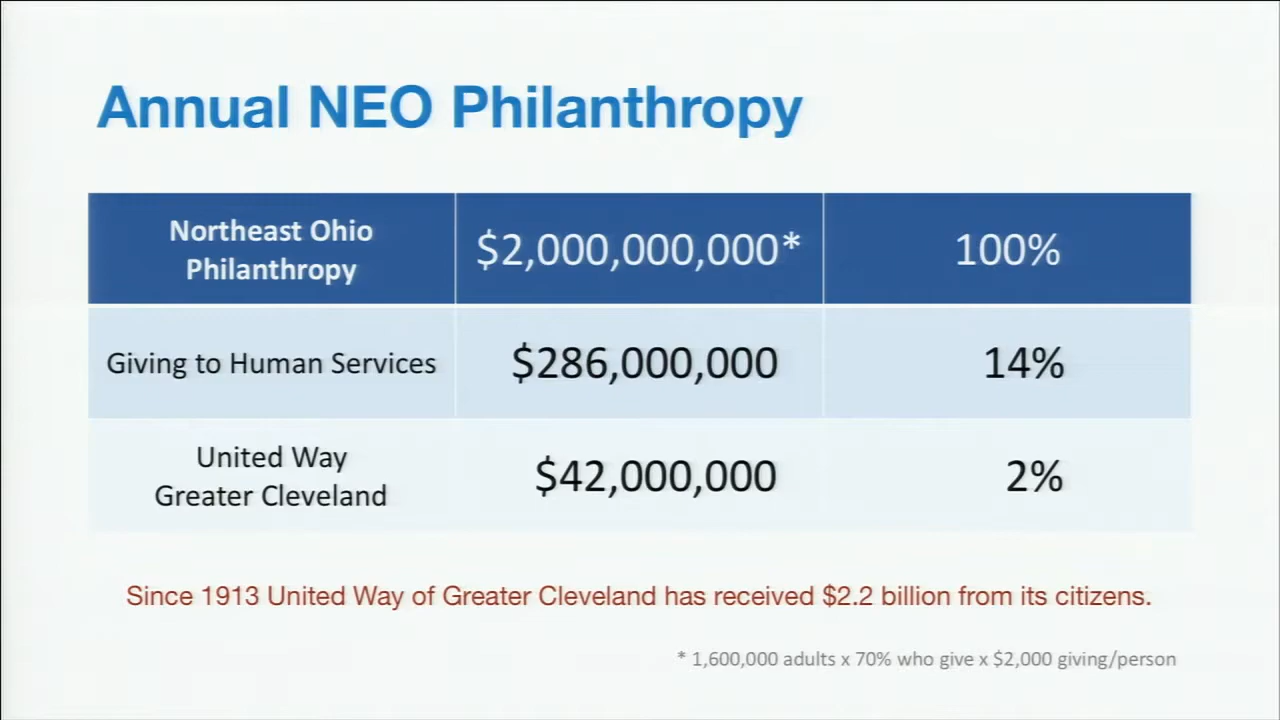 Annual NEO Philanthropy
Northeast Ohio
Philanthropy
$2,000,000,000*
100%
Giving to Human Services
$286,000,000
14%
United Way
Greater Cleveland
$42,000,000
2%
Since 1913 United Way of Greater Cleveland has received $2.2 billion from its citizens.
* 1,600,000 adults x 70% who give x $2,000 giving/person